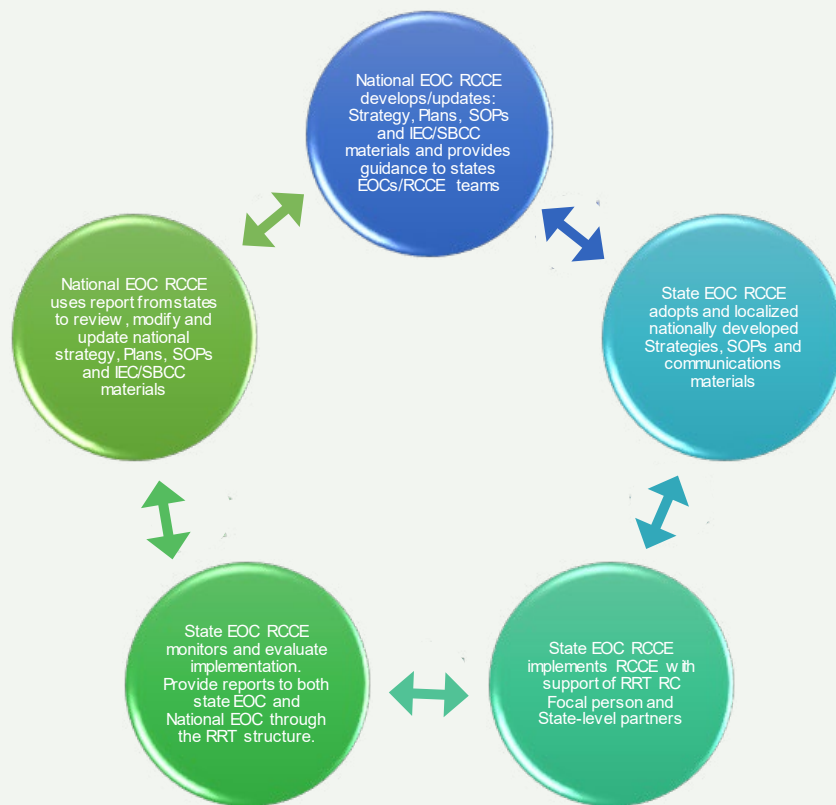 National EOC RCCE
develops/updates:
Strategy, Plans, SOPs
and IEC/SBCC
materials and provides
guidance to states
EOCs/RCCE teams
State EOC RCCE
adopts and localized
nationally developed
Strategies, SOPs and
communications
materials
State EOC RCCE
implements RCCE with
support of RRT RC
Focal person and
State-level partners
State EOC RCCE
monitors and evaluate
implementation.
Provide reports to both
state EOC and
National EOC through
the RRT structure.
National EOC RCCE
uses report from states
to review, modify and
update national
strategy, Plans, SOPs
and IEC/SBCC
materials